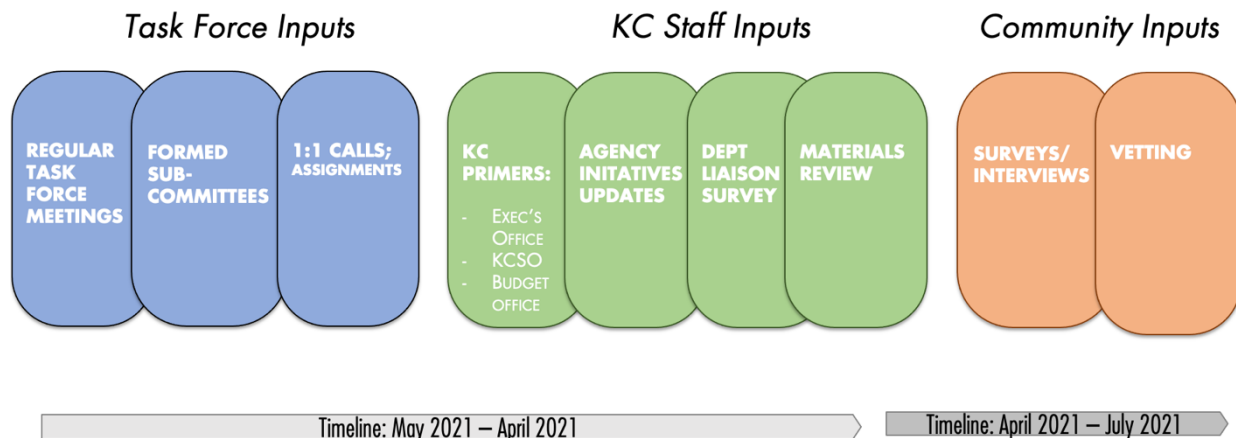 Task Force Inputs
KC Staff Inputs
Community Inputs
REGULAR
TASK
FORCE
MEETINGS
FORMED
SUB-
COMMITTEES
1:1 CALLS;
ASSIGNMENTS
KC
PRIMERS:
- EXEC'S
OFFICE
- KCSO
- BUDGET
OFFICE
AGENCY
INITATIVES
UPDATES
DEPT
LIAISON
SURVEY
MATERIALS
REVIEW
SURVEYS/
INTERVIEWS
VETTING
Timeline: May 2021 – April 2021
Timeline: April 2021 – July 2021